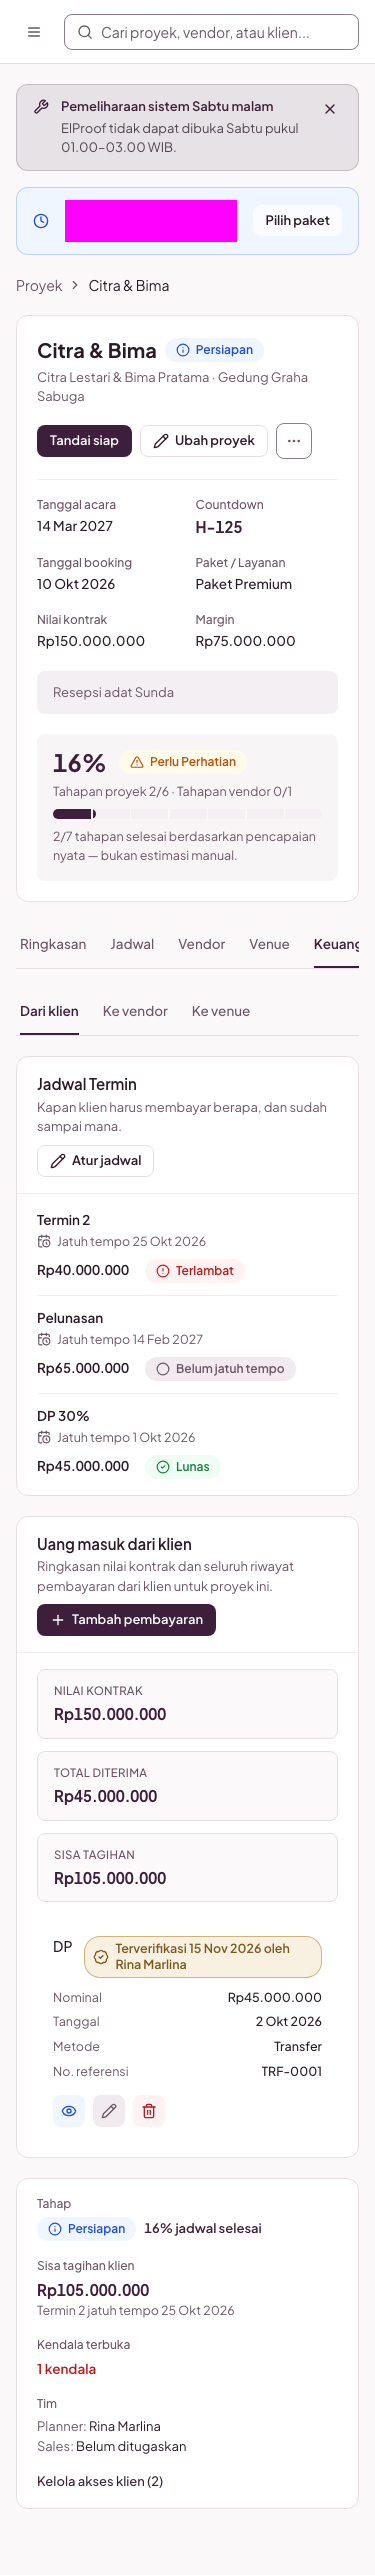 Cari proyek, vendor, atau klien...
Pemeliharaan sistem Sabtu malam
ElProof tidak dapat dibuka Sabtu pukul
01.00–03.00 WIB.
Pilih paket
Proyek > Citra & Bima
Citra & Bima Persiapan
Citra Lestari & Bima Pratama · Gedung Graha
Sabuga
Tandai siap Ubah proyek ...
Tanggal acara Countdown
14 Mar 2027 H-125
Tanggal booking Paket / Layanan
10 Okt 2026 Paket Premium
Nilai kontrak Margin
Rp150.000.000 Rp75.000.000
Resepsi adat Sunda
16% Perlu Perhatian
Tahapan proyek 2/6 · Tahapan vendor 0/1
2/7 tahapan selesai berdasarkan pencapaian
nyata — bukan estimasi manual.
Ringkasan Jadwal Vendor Venue Keuang
Dari klien Ke vendor Ke venue
Jadwal Termin
Kapan klien harus membayar berapa, dan sudah
sampai mana.
Atur jadwal
Termin 2
Jatuh tempo 25 Okt 2026
Rp40.000.000 Terlambat
Pelunasan
Jatuh tempo 14 Feb 2027
Rp65.000.000 Belum jatuh tempo
DP 30%
Jatuh tempo 1 Okt 2026
Rp45.000.000 Lunas
Uang masuk dari klien
Ringkasan nilai kontrak dan seluruh riwayat
pembayaran dari klien untuk proyek ini.
+ Tambah pembayaran
NILAI KONTRAK
Rp150.000.000
TOTAL DITERIMA
Rp45.000.000
SISA TAGIHAN
Rp105.000.000
DP Terverifikasi 15 Nov 2026 oleh
Rina Marlina
Nominal Rp45.000.000
Tanggal 2 Okt 2026
Metode Transfer
No. referensi TRF-0001
Tahap
Persiapan 16% jadwal selesai
Sisa tagihan klien
Rp105.000.000
Termin 2 jatuh tempo 25 Okt 2026
Kendala terbuka
1 kendala
Tim
Planner: Rina Marlina
Sales: Belum ditugaskan
Kelola akses klien (2)